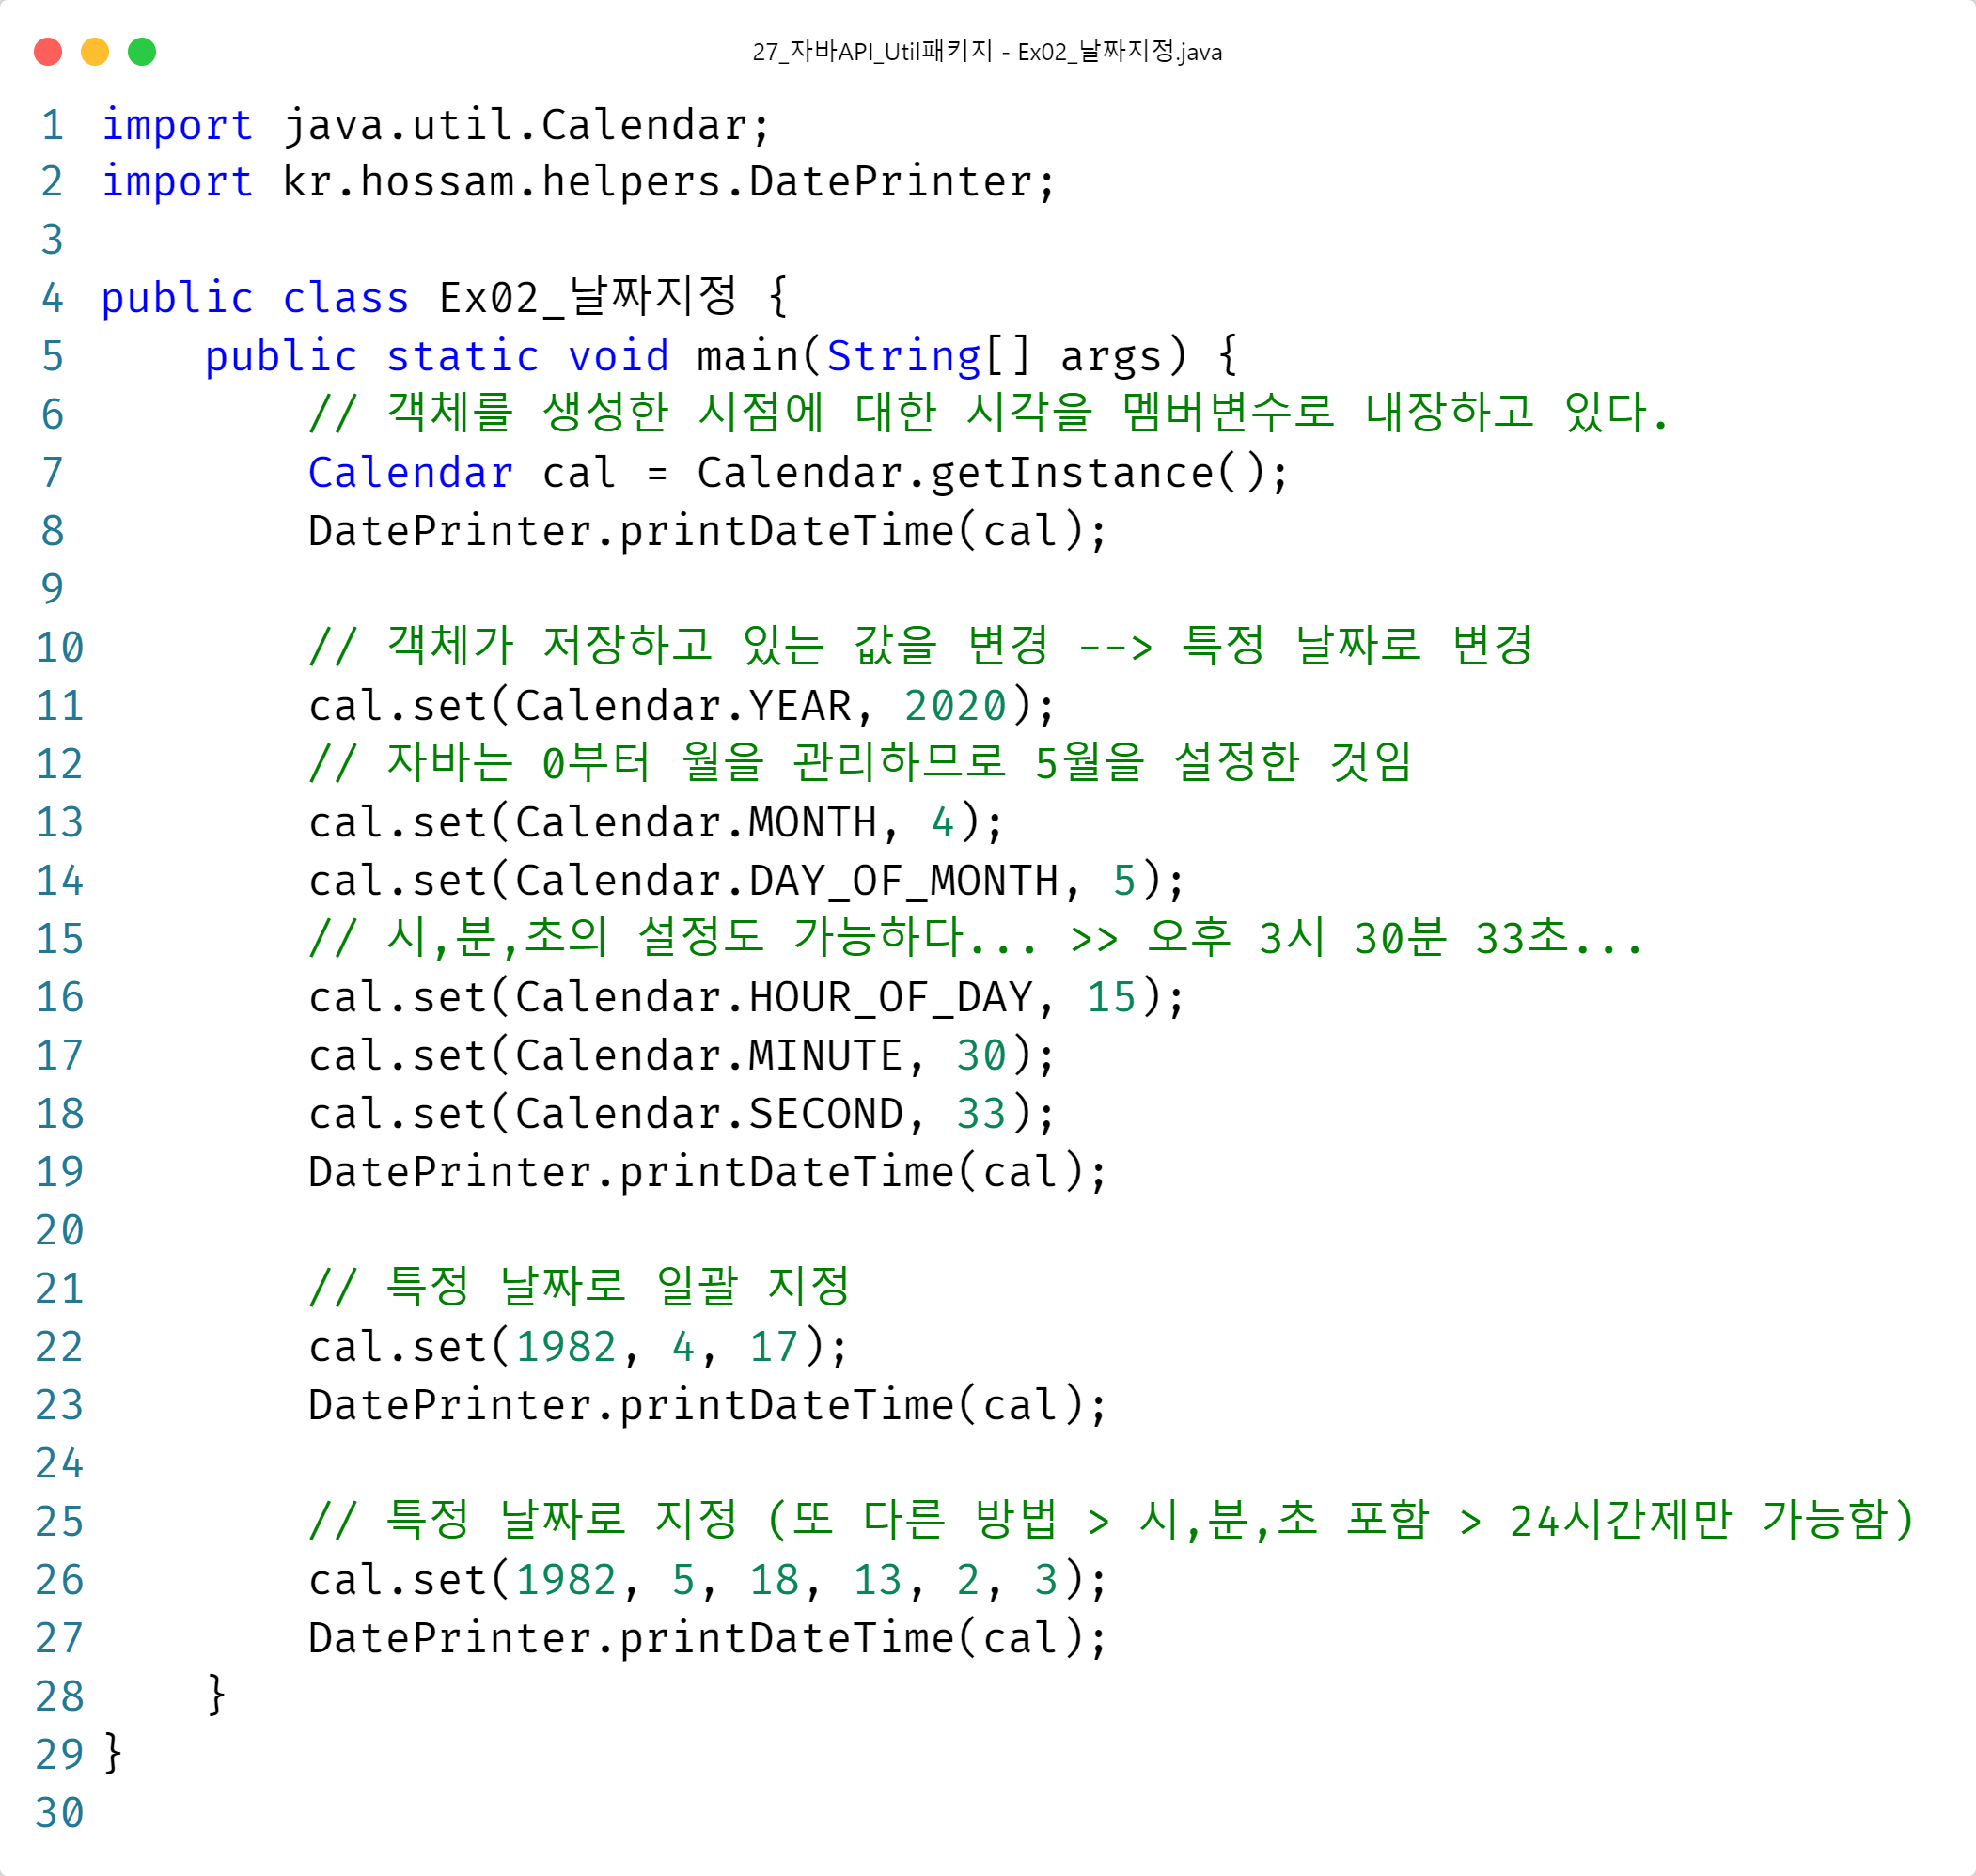 27_자바API_Util패키지 - Ex02_날짜지정.java
1 import java.util.Calendar;
2 import kr.hossam.helpers.DatePrinter;
3
4 public class Ex02_날짜지정 {
5     public static void main(String[] args) {
6         // 객체를 생성한 시점에 대한 시각을 멤버변수로 내장하고 있다.
7         Calendar cal = Calendar.getInstance();
8         DatePrinter.printDateTime(cal);
9
10         // 객체가 저장하고 있는 값을 변경 --> 특정 날짜로 변경
11         cal.set(Calendar.YEAR, 2020);
12         // 자바는 0부터 월을 관리하므로 5월을 설정한 것임
13         cal.set(Calendar.MONTH, 4);
14         cal.set(Calendar.DAY_OF_MONTH, 5);
15         // 시,분,초의 설정도 가능하다... >> 오후 3시 30분 33초...
16         cal.set(Calendar.HOUR_OF_DAY, 15);
17         cal.set(Calendar.MINUTE, 30);
18         cal.set(Calendar.SECOND, 33);
19         DatePrinter.printDateTime(cal);
20
21         // 특정 날짜로 일괄 지정
22         cal.set(1982, 4, 17);
23         DatePrinter.printDateTime(cal);
24
25         // 특정 날짜로 지정 (또 다른 방법 > 시,분,초 포함 > 24시간제만 가능함)
26         cal.set(1982, 5, 18, 13, 2, 3);
27         DatePrinter.printDateTime(cal);
28     }
29 }
30